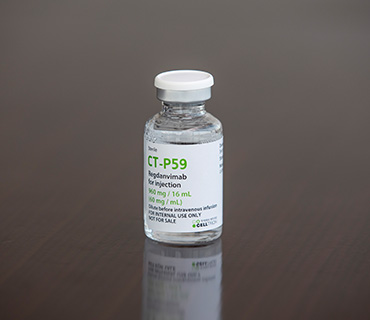 Sterile
CT-P59
Regdanvimab
for injection
960 mg / 16 mL
(60 mg / mL)
Dilute before intravenous infusion
FOR INTERNAL USE ONLY
NOT FOR SALE
CELLTRION